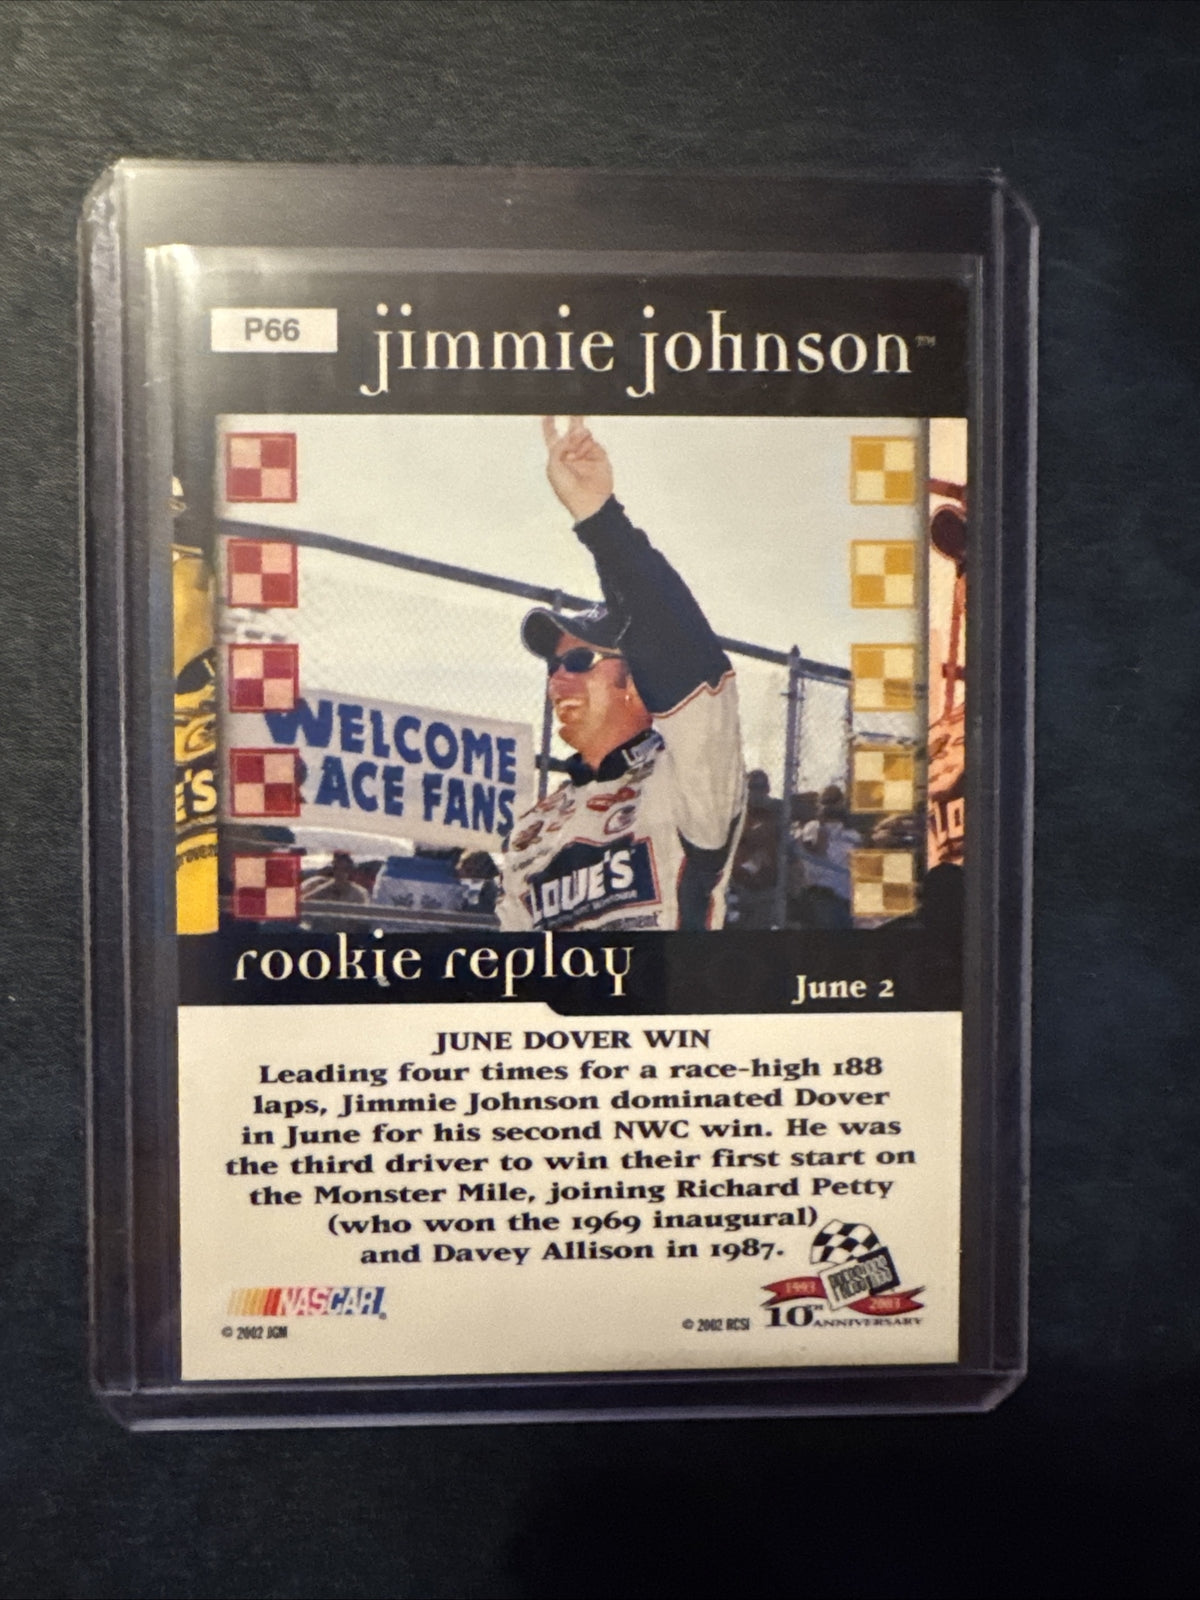 P66
jimmie johnson™
WELCOME
RACE FANS
LOWE'S
rookie replay
June 2
JUNE DOVER WIN
Leading four times for a race-high 188
laps, Jimmie Johnson dominated Dover
in June for his second NWC win. He was
the third driver to win their first start on
the Monster Mile, joining Richard Petty
(who won the 1969 inaugural)
and Davey Allison in 1987.
NASCAR
© 2002 JGM
© 2002 RCSI
PRESS PASS
1993
2003
10TH ANNIVERSARY